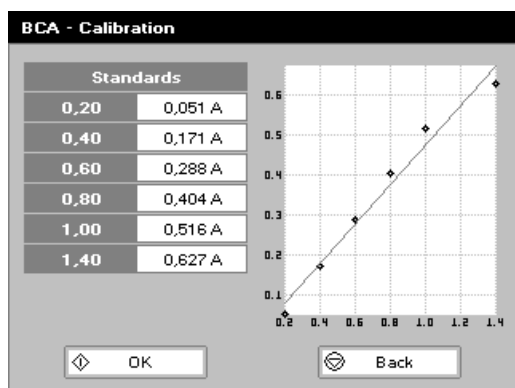 BCA - Calibration
Standards
0,20 0,051 A
0,40 0,171 A
0,60 0,288 A
0,80 0,404 A
1,00 0,516 A
1,40 0,627 A
0.6
0.5
0.4
0.3
0.2
0.1
0.2 0.4 0.6 0.8 1.0 1.2 1.4
OK Back